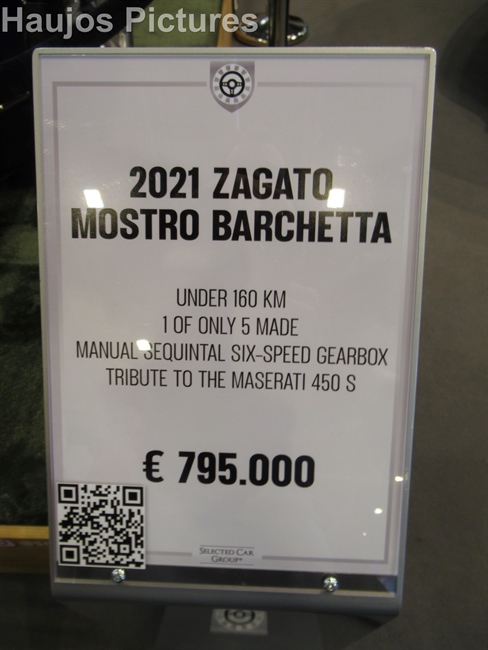 Haujos Pictures
2021 ZAGATO
MOSTRO BARCHETTA
UNDER 160 KM
1 OF ONLY 5 MADE
MANUAL SEQUINTAL SIX-SPEED GEARBOX
TRIBUTE TO THE MASERATI 450 S
€ 795.000
SELECTED CAR
GROUP®